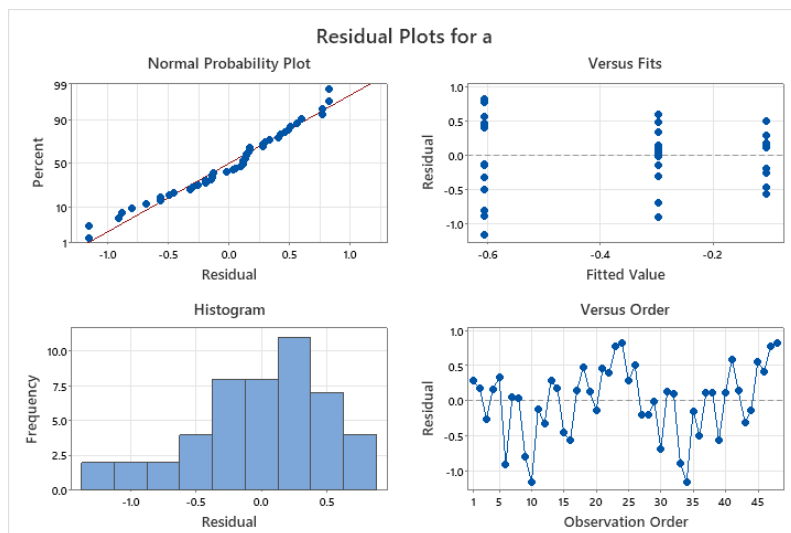 Residual Plots for a
Normal Probability Plot
99
90
50
10
1
Percent
-1.0 -0.5 0.0 0.5 1.0
Residual
Versus Fits
1.0
0.5
0.0
-0.5
-1.0
Residual
-0.6 -0.4 -0.2
Fitted Value
Histogram
10.0
7.5
5.0
2.5
0.0
Frequency
-1.0 -0.5 0.0 0.5
Residual
Versus Order
1.0
0.5
0.0
-0.5
-1.0
Residual
1 5 10 15 20 25 30 35 40 45
Observation Order